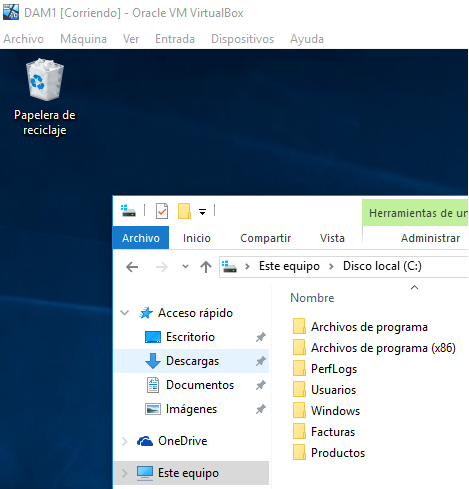 DAM1 [Corriendo] - Oracle VM VirtualBox
Archivo Máquina Ver Entrada Dispositivos Ayuda
Papelera de
reciclaje
Herramientas de un
Archivo Inicio Compartir Vista Administrar
Este equipo Disco local (C:)
Nombre
Acceso rápido
Escritorio
Descargas
Documentos
Imágenes
OneDrive
Este equipo
Archivos de programa
Archivos de programa (x86)
PerfLogs
Usuarios
Windows
Facturas
Productos